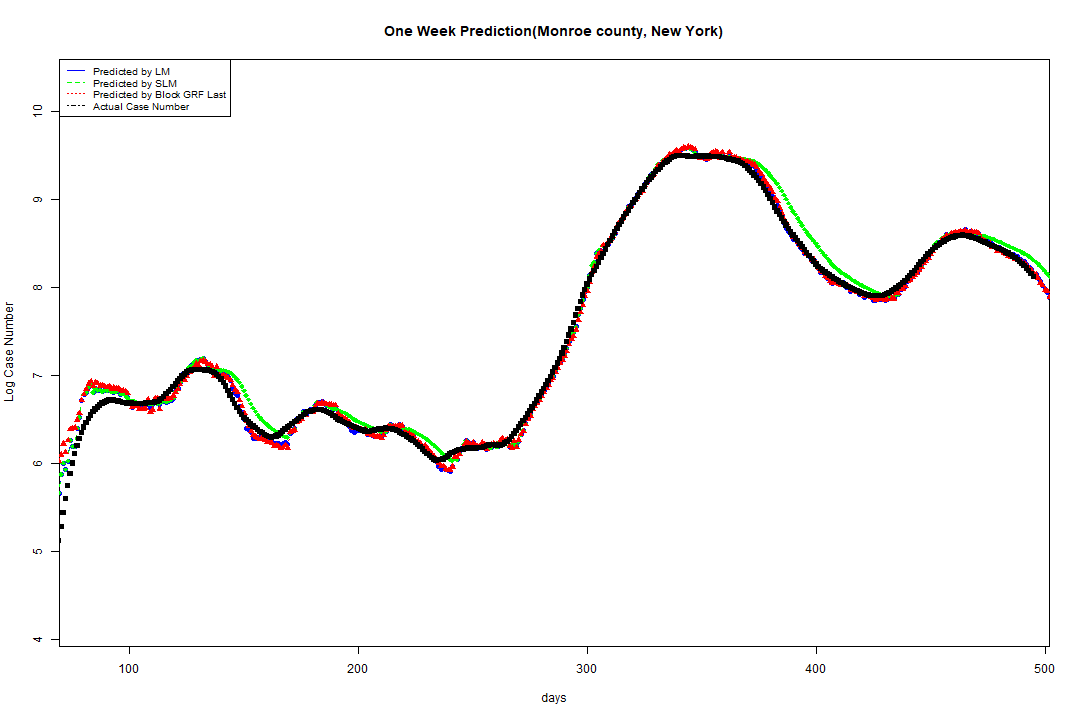 One Week Prediction(Monroe county, New York)
Predicted by LM
Predicted by SLM
Predicted by Block GRF Last
Actual Case Number
10
9
8
7
6
5
4
Log Case Number
100 200 300 400 500
days